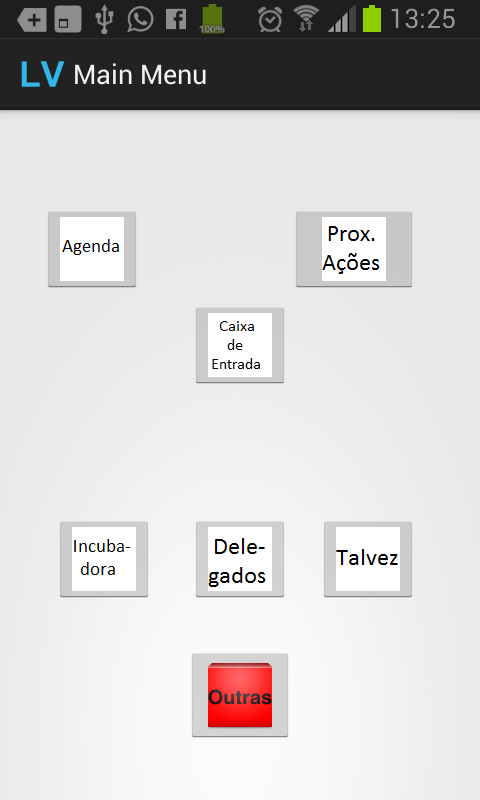 100%
13:25
LV Main Menu
Agenda
Prox.
Ações
Caixa
de
Entrada
Incuba-
dora
Dele-
gados
Talvez
Outras